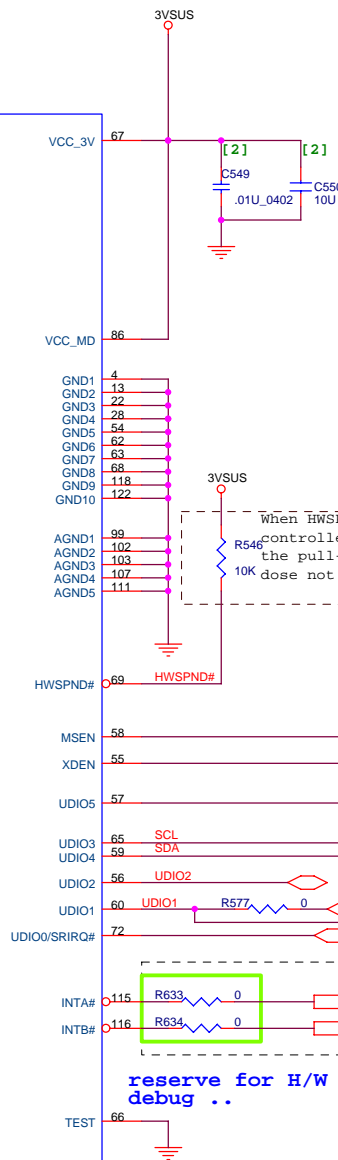 3VSUS
VCC_3V 67
[2] [2]
C549
.01U_0402
10U
VCC_MD 86
GND1 4
GND2 13
GND3 22
GND4 28
GND5 54
GND6 62
GND7 63
GND8 68
GND9 118
GND10 122
3VSUS
AGND1 99
AGND2 102
AGND3 103
AGND4 107
AGND5 111
R546
10K
When
the
dose not
HWSPND# 69 HWSPND#
MSEN 58
XDEN 55
UDIO5 57
UDIO3 65 SCL
UDIO4 59 SDA
UDIO2 56 UDIO2
UDIO1 60 UDIO1 R577 0
UDIO0/SRIRQ# 72
INTA# 115 R633 0
INTB# 116 R634 0
reserve for H/W
debug ..
TEST 66